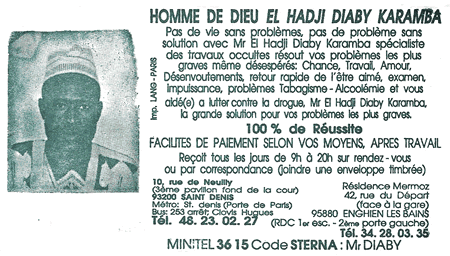 HOMME DE DIEU EL HADJI DIABY KARAMBA
Pas de vie sans problèmes, pas de problème sans
solution avec Mr El Hadji Diaby Karamba spécialiste
des travaux occultes résout vos problèmes les plus
graves même désespérés: Chance, Travail, Amour,
Désenvoutements, retour rapide de l'être aimé, examen,
impuissance, problèmes Tabagisme - Alcoolémie et vous
aidé(e) a lutter contre la drogue, Mr El Hadji Diaby Karamba,
la grande solution pour vos problèmes les plus graves.
100 % de Réussite
FACILITES DE PAIEMENT SELON VOS MOYENS, APRES TRAVAIL
Reçoit tous les jours de 9h à 20h sur rendez-vous
ou par correspondance (joindre une enveloppe timbrée)
10, rue de Neuilly
(3ème pavillon fond de la cour)
93200 SAINT DENIS
Métro: St. denis (Porte de Paris)
Bus: 253 arrêt; Clovis Hugues
Tél. 48. 23. 02. 27
Résidence Mermoz
42, rue du Départ
(face à la gare)
95880 ENGHIEN LES BAINS
(RDC 1er esc. - 2ème porte gauche)
Tél. 34. 28. 03. 35
MINITEL 36 15 Code STERNA : Mr DIABY
Imp. LANO - PARIS